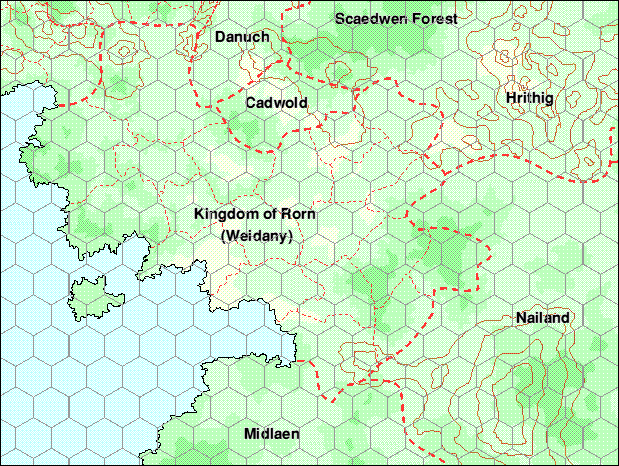 Scaedwen Forest
Danuch
Cadwold
Hrithig
Kingdom of Rorn
(Weidany)
Nailand
Midlaen